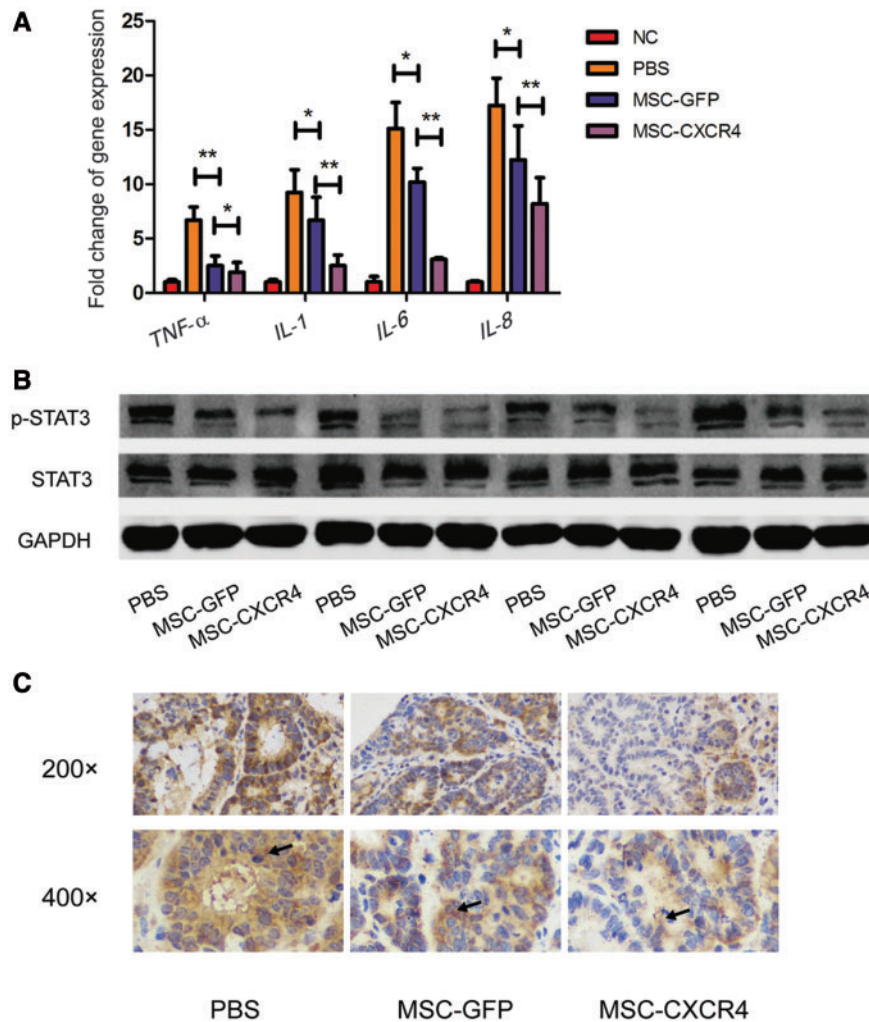 A
Fold change of gene expression
25
20
15
10
5
0
* * * *
** ** ** **
TNF-α IL-1 IL-6 IL-8
NC
PBS
MSC-GFP
MSC-CXCR4
B
p-STAT3
STAT3
GAPDH
PBS MSC-GFP MSC-CXCR4 PBS MSC-GFP MSC-CXCR4 PBS MSC-GFP MSC-CXCR4 PBS MSC-GFP MSC-CXCR4
C
200×
400×
PBS MSC-GFP MSC-CXCR4